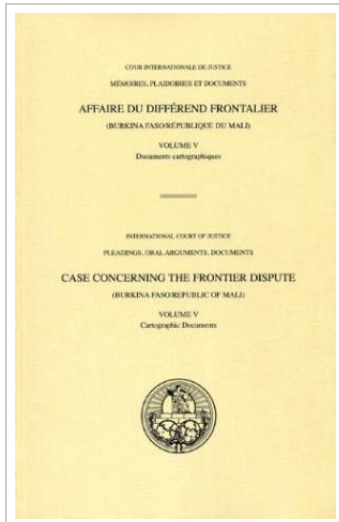 COUR INTERNATIONALE DE JUSTICE
MÉMOIRES, PLAIDOIRIES ET DOCUMENTS
AFFAIRE DU DIFFÉREND FRONTALIER
(BURKINA FASO/RÉPUBLIQUE DU MALI)
VOLUME V
Documents cartographiques
INTERNATIONAL COURT OF JUSTICE
PLEADINGS, ORAL ARGUMENTS, DOCUMENTS
CASE CONCERNING THE FRONTIER DISPUTE
(BURKINA FASO/REPUBLIC OF MALI)
VOLUME V
Cartographic Documents